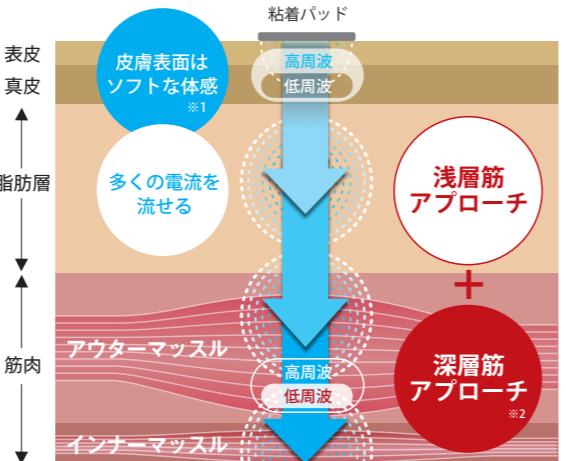 粘着パッド
表皮
真皮
脂肪層
筋肉
皮膚表面は
ソフトな体感
※1
多くの電流を
流せる
高周波
低周波
浅層筋
アプローチ
+
深層筋
アプローチ
※2
アウターマッスル
高周波
低周波
インナーマッスル